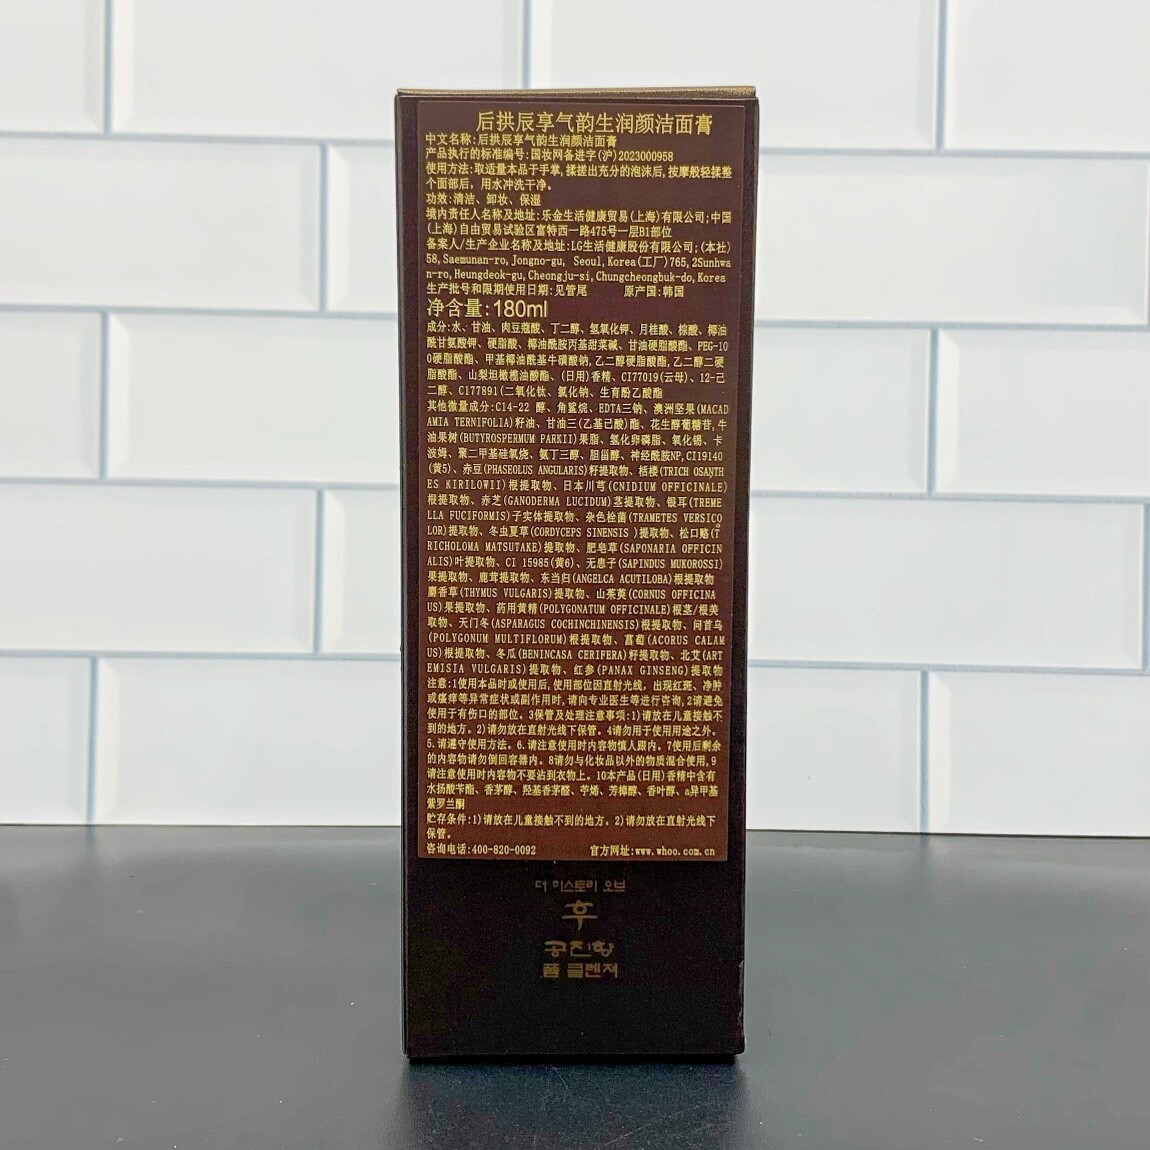 后拱辰享气韵生润颜洁面膏
中文名称:后拱辰享气韵生润颜洁面膏
产品执行的标准编号:国妆网备进字(沪)2023000958
使用方法:取适量本品于手掌,揉搓出充分的泡沫后,按摩般轻揉整
个面部后，用水冲洗干净。
功效:清洁、卸妆、保湿
境内责任人名称及地址:乐金生活健康贸易(上海)有限公司;中国
(上海)自由贸易试验区富特西一路475号一层B1部位
备案人/生产企业名称及地址:LG生活健康股份有限公司;(本社)
58,Saemunan-ro,Jongno-gu, Seoul,Korea(工厂)765,2Sunhwa
n-ro,Heungdeok-gu,Cheongju-si,Chungcheongbuk-do,Korea
生产批号和限期使用日期:见管尾 原产国:韩国
净含量:180ml
成分:水、甘油、肉豆蔻酸、丁二醇、氢氧化钾、月桂酸、棕酸、椰油
酰甘氨酸钾、硬脂酸、椰油酰胺丙基甜菜碱、甘油硬脂酸酯、PEG-10
0硬脂酸酯、甲基椰油酰基牛磺酸钠,乙二醇硬脂酸酯,乙二醇二硬
脂酸酯、山梨坦橄榄油酸酯、(日用)香精、CI77019(云母)、12-己
二醇、C177891(二氧化钛、氯化钠、生育酚乙酸酯
其他微量成分:C14-22 醇、角鲨烷、EDTA三钠、澳洲坚果(MACAD
AMIA TERNIFOLIA)籽油、甘油三(乙基已酸)酯、花生醇葡糖苷,牛
油果树(BUTYROSPERMUM PARKII)果脂、氢化卵磷脂、氧化锡、卡
波姆、聚二甲基硅氧烷、氨丁三醇、胆甾醇、神经酰胺NP,CI19140
(黄5)、赤豆(PHASEOLUS ANGULARIS)籽提取物、栝楼(TRICH OSANTH
ES KIRILOWII)根提取物、日本川芎(CNIDIUM OFFICINALE)
根提取物、赤芝(GANODERMA LUCIDUM)茎提取物、银耳(TREME
LLA FUCIFORMIS)子实体提取物、杂色栓菌(TRAMETES VERSICO
LOR)提取物、冬虫夏草(CORDYCEPS SINENSIS )提取物、松口蘑(T
RICHOLOMA MATSUTAKE)提取物、肥皂草(SAPONARIA OFFICIN
ALIS)叶提取物、CI 15985(黄6)、无患子(SAPINDUS MUKOROSSI)
果提取物、鹿茸提取物、东当归(ANGELCA ACUTILOBA)根提取物
麝香草(THYMUS VULGARIS)提取物、山茱萸(CORNUS OFFICINA
US)果提取物、药用黄精(POLYGONATUM OFFICINALE)根茎/根美
取物、天门冬(ASPARAGUS COCHINCHINENSIS)根提取物、问首乌
(POLYGONUM MULTIFLORUM)根提取物、菖蒲(ACORUS CALAM
US)根提取物、冬瓜(BENINCASA CERIFERA)籽提取物、北艾(ART
EMISIA VULGARIS)提取物、红参(PANAX GINSENG)提取物
注意:1使用本品时或使用后,使用部位因直射光线，出现红斑、净肿
或瘙痒等异常症状或副作用时,请向专业医生等进行咨询,2请避免
使用于有伤口的部位。3保管及处理注意事项:1)请放在儿童接触不
到的地方。2)请勿放在直射光线下保管。4请勿用于使用用途之外。
5.请遵守使用方法。6.请注意使用时内容物慎人跟内。7使用后剩余
的内容物请勿倒回容器内。8请勿与化妆品以外的物质混合使用,9
请注意使用时内容物不要沾到衣物上。10本产品(日用)香精中含有
水扬酸苄酯、香茅醇、羟基香茅醛、苧烯、芳樟醇、香叶醇、a异甲基
紫罗兰酮
贮存条件:1)请放在儿童接触不到的地方。2)请勿放在直射光线下
保管。
咨询电话:400-820-0092 官方网址:www.whoo.com.cn
더 히스토리 오브
후
공진향
폼 클렌저